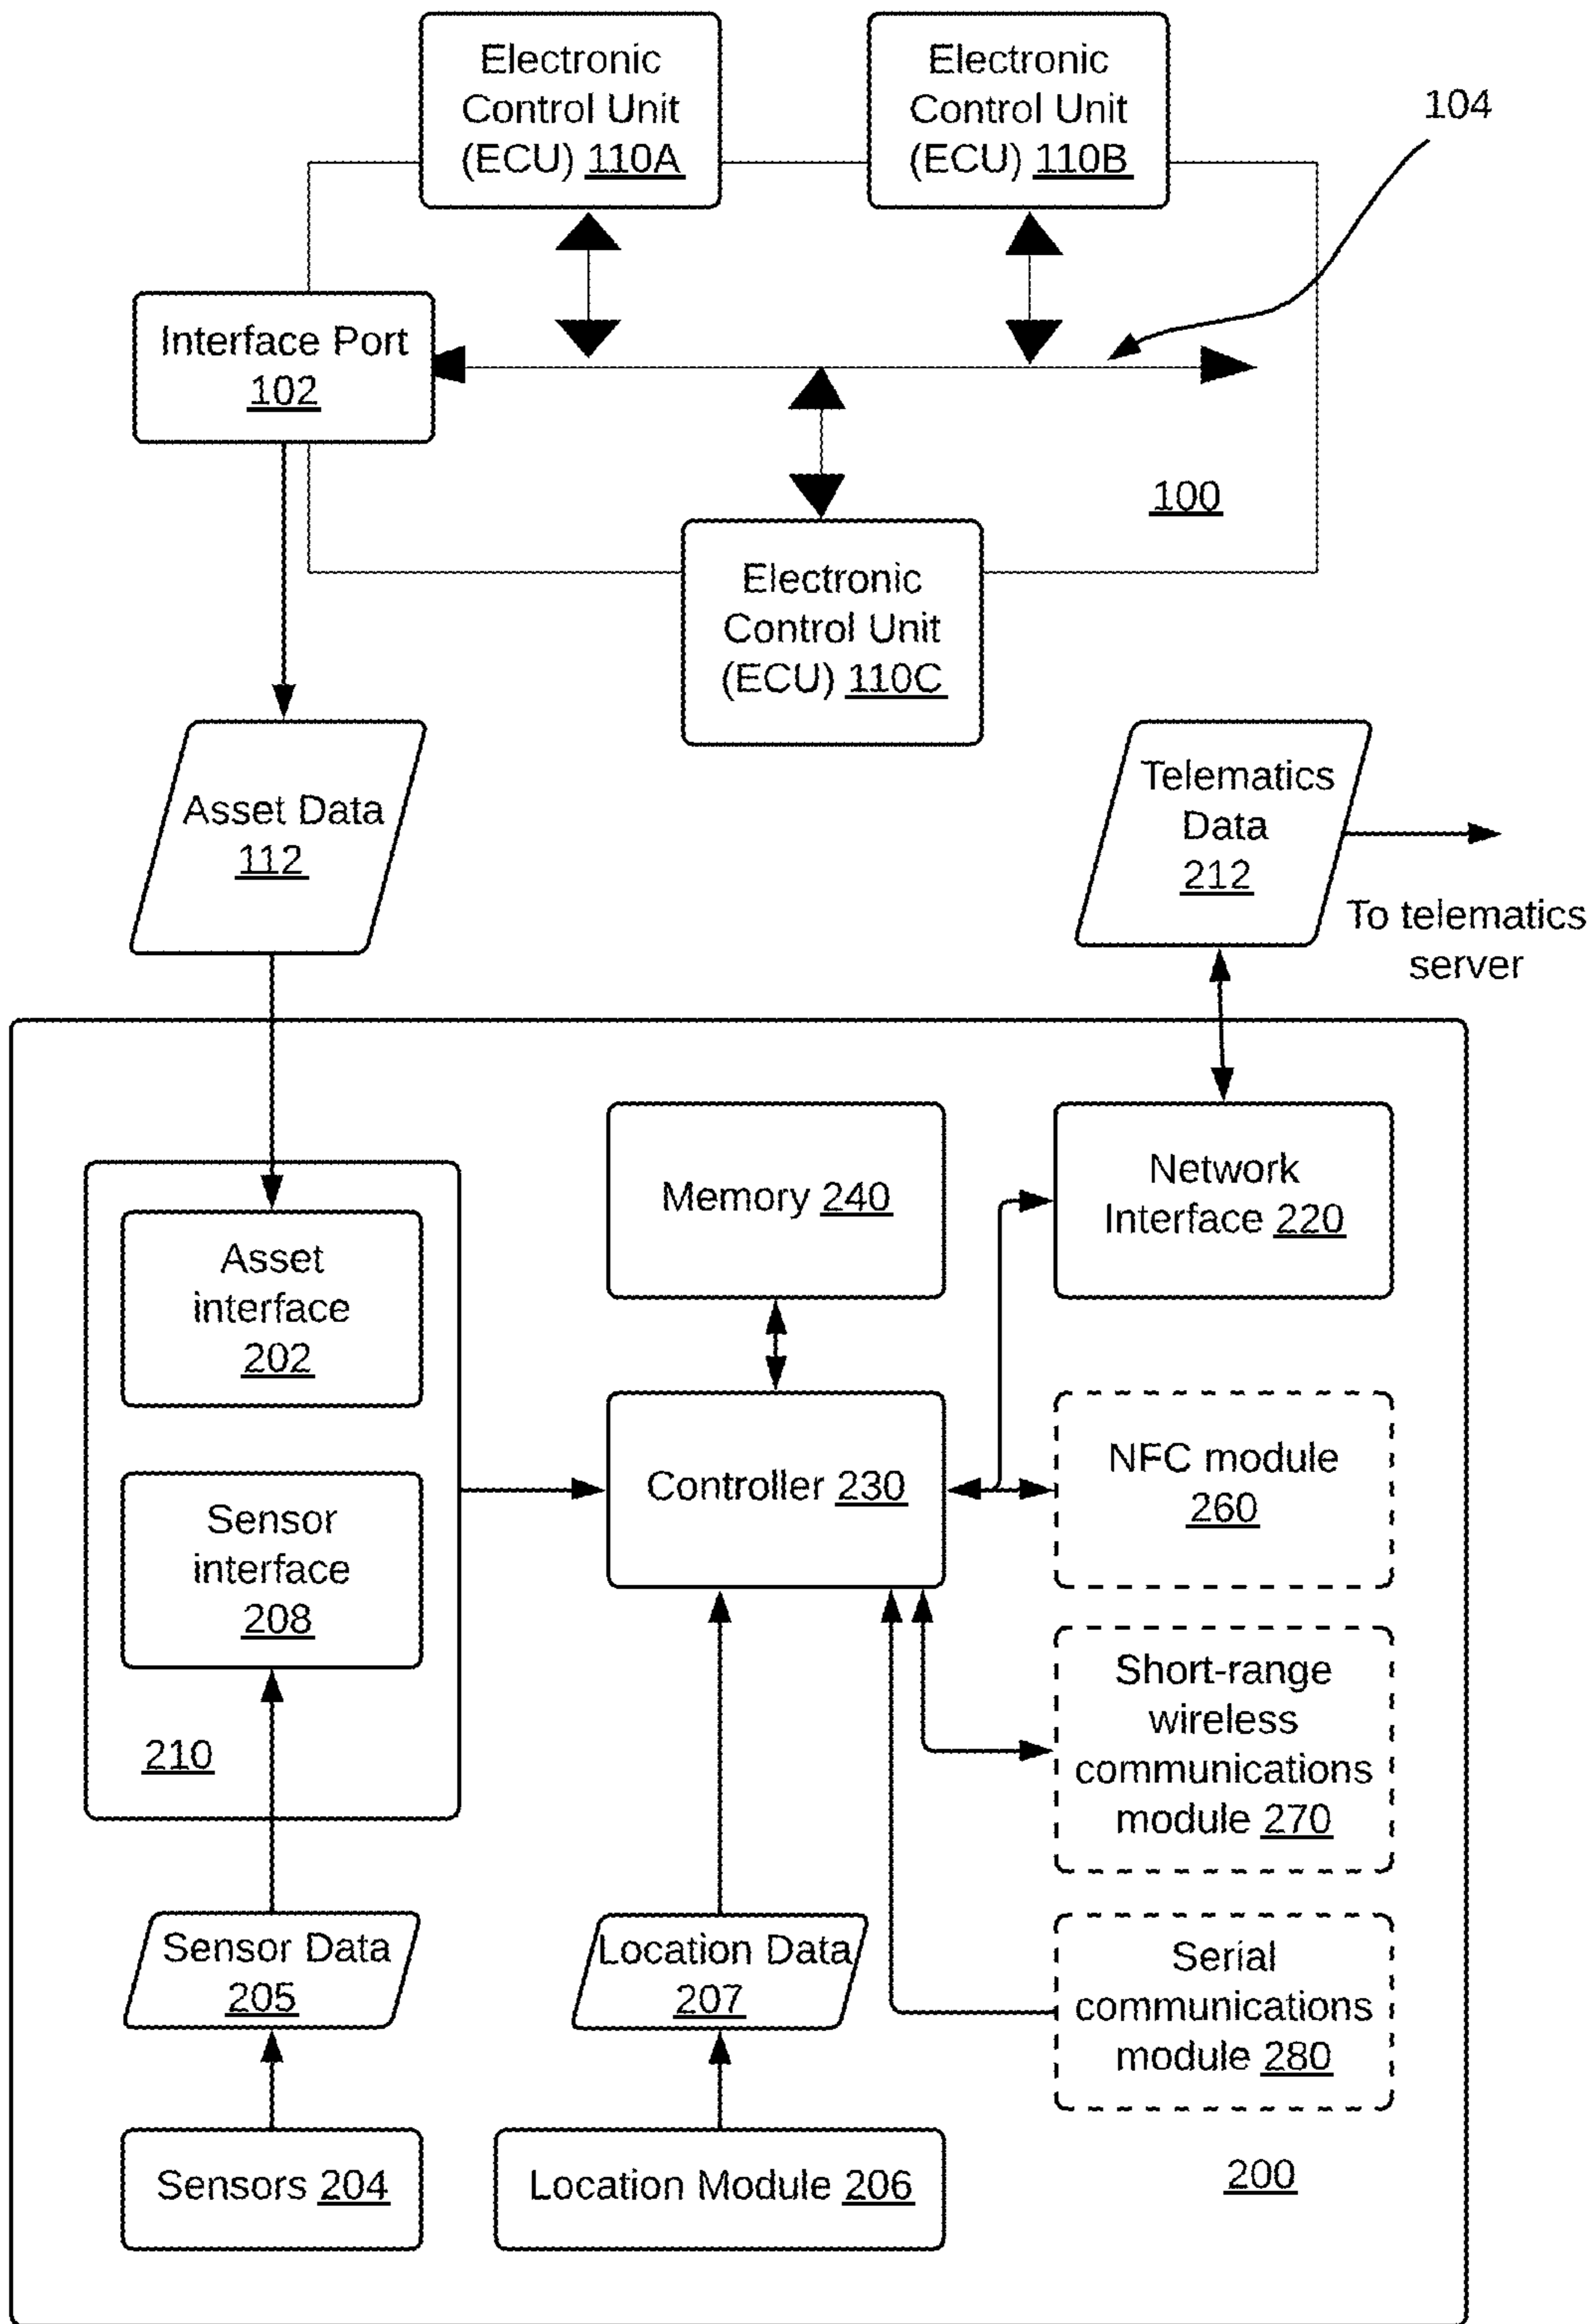 Electronic
Control Unit
(ECU) 110A
Electronic
Control Unit
(ECU) 110B
104
Interface Port
102
100
Electronic
Control Unit
(ECU) 110C
Asset Data
112
Telematics
Data
212
To telematics
server
Asset
interface
202
Memory 240
Network
Interface 220
Sensor
interface
208
Controller 230
NFC module
260
210
Short-range
wireless
communications
module 270
Sensor Data
205
Location Data
207
Serial
communications
module 280
Sensors 204
Location Module 206
200